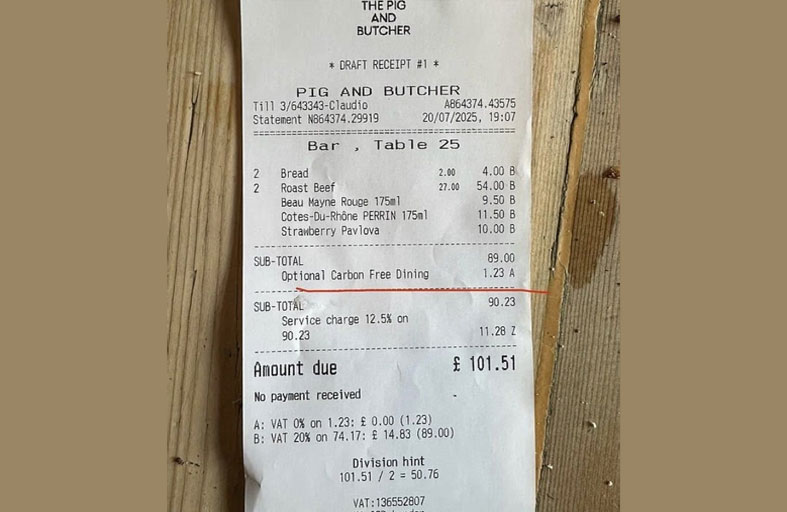 THE PIG
AND
BUTCHER
* DRAFT RECEIPT #1 *
PIG AND BUTCHER
Till 3/643343-Claudio A864374.43575
Statement N864374.29919 20/07/2025, 19:07
Bar , Table 25
2 Bread 2.00 4.00 B
2 Roast Beef 27.00 54.00 B
Beau Mayne Rouge 175ml 9.50 B
Cotes-Du-Rhône PERRIN 175ml 11.50 B
Strawberry Pavlova 10.00 B
SUB-TOTAL 89.00
Optional Carbon Free Dining 1.23 A
SUB-TOTAL 90.23
Service charge 12.5% on
90.23 11.28 Z
Amount due £ 101.51
No payment received -
A: VAT 0% on 1.23: £ 0.00 (1.23)
B: VAT 20% on 74.17: £ 14.83 (89.00)
Division hint
101.51 / 2 = 50.76
VAT:136552807